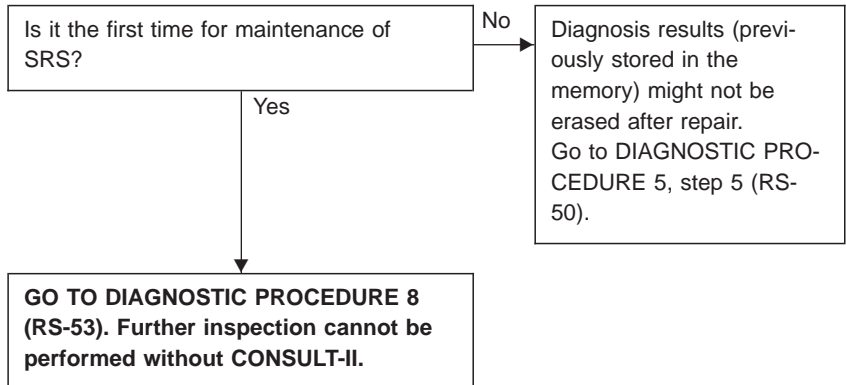 Is it the first time for maintenance of
SRS?
No
Diagnosis results (previ-
ously stored in the
memory) might not be
erased after repair.
Go to DIAGNOSTIC PRO-
CEDURE 5, step 5 (RS-
50).
Yes
GO TO DIAGNOSTIC PROCEDURE 8
(RS-53). Further inspection cannot be
performed without CONSULT-II.